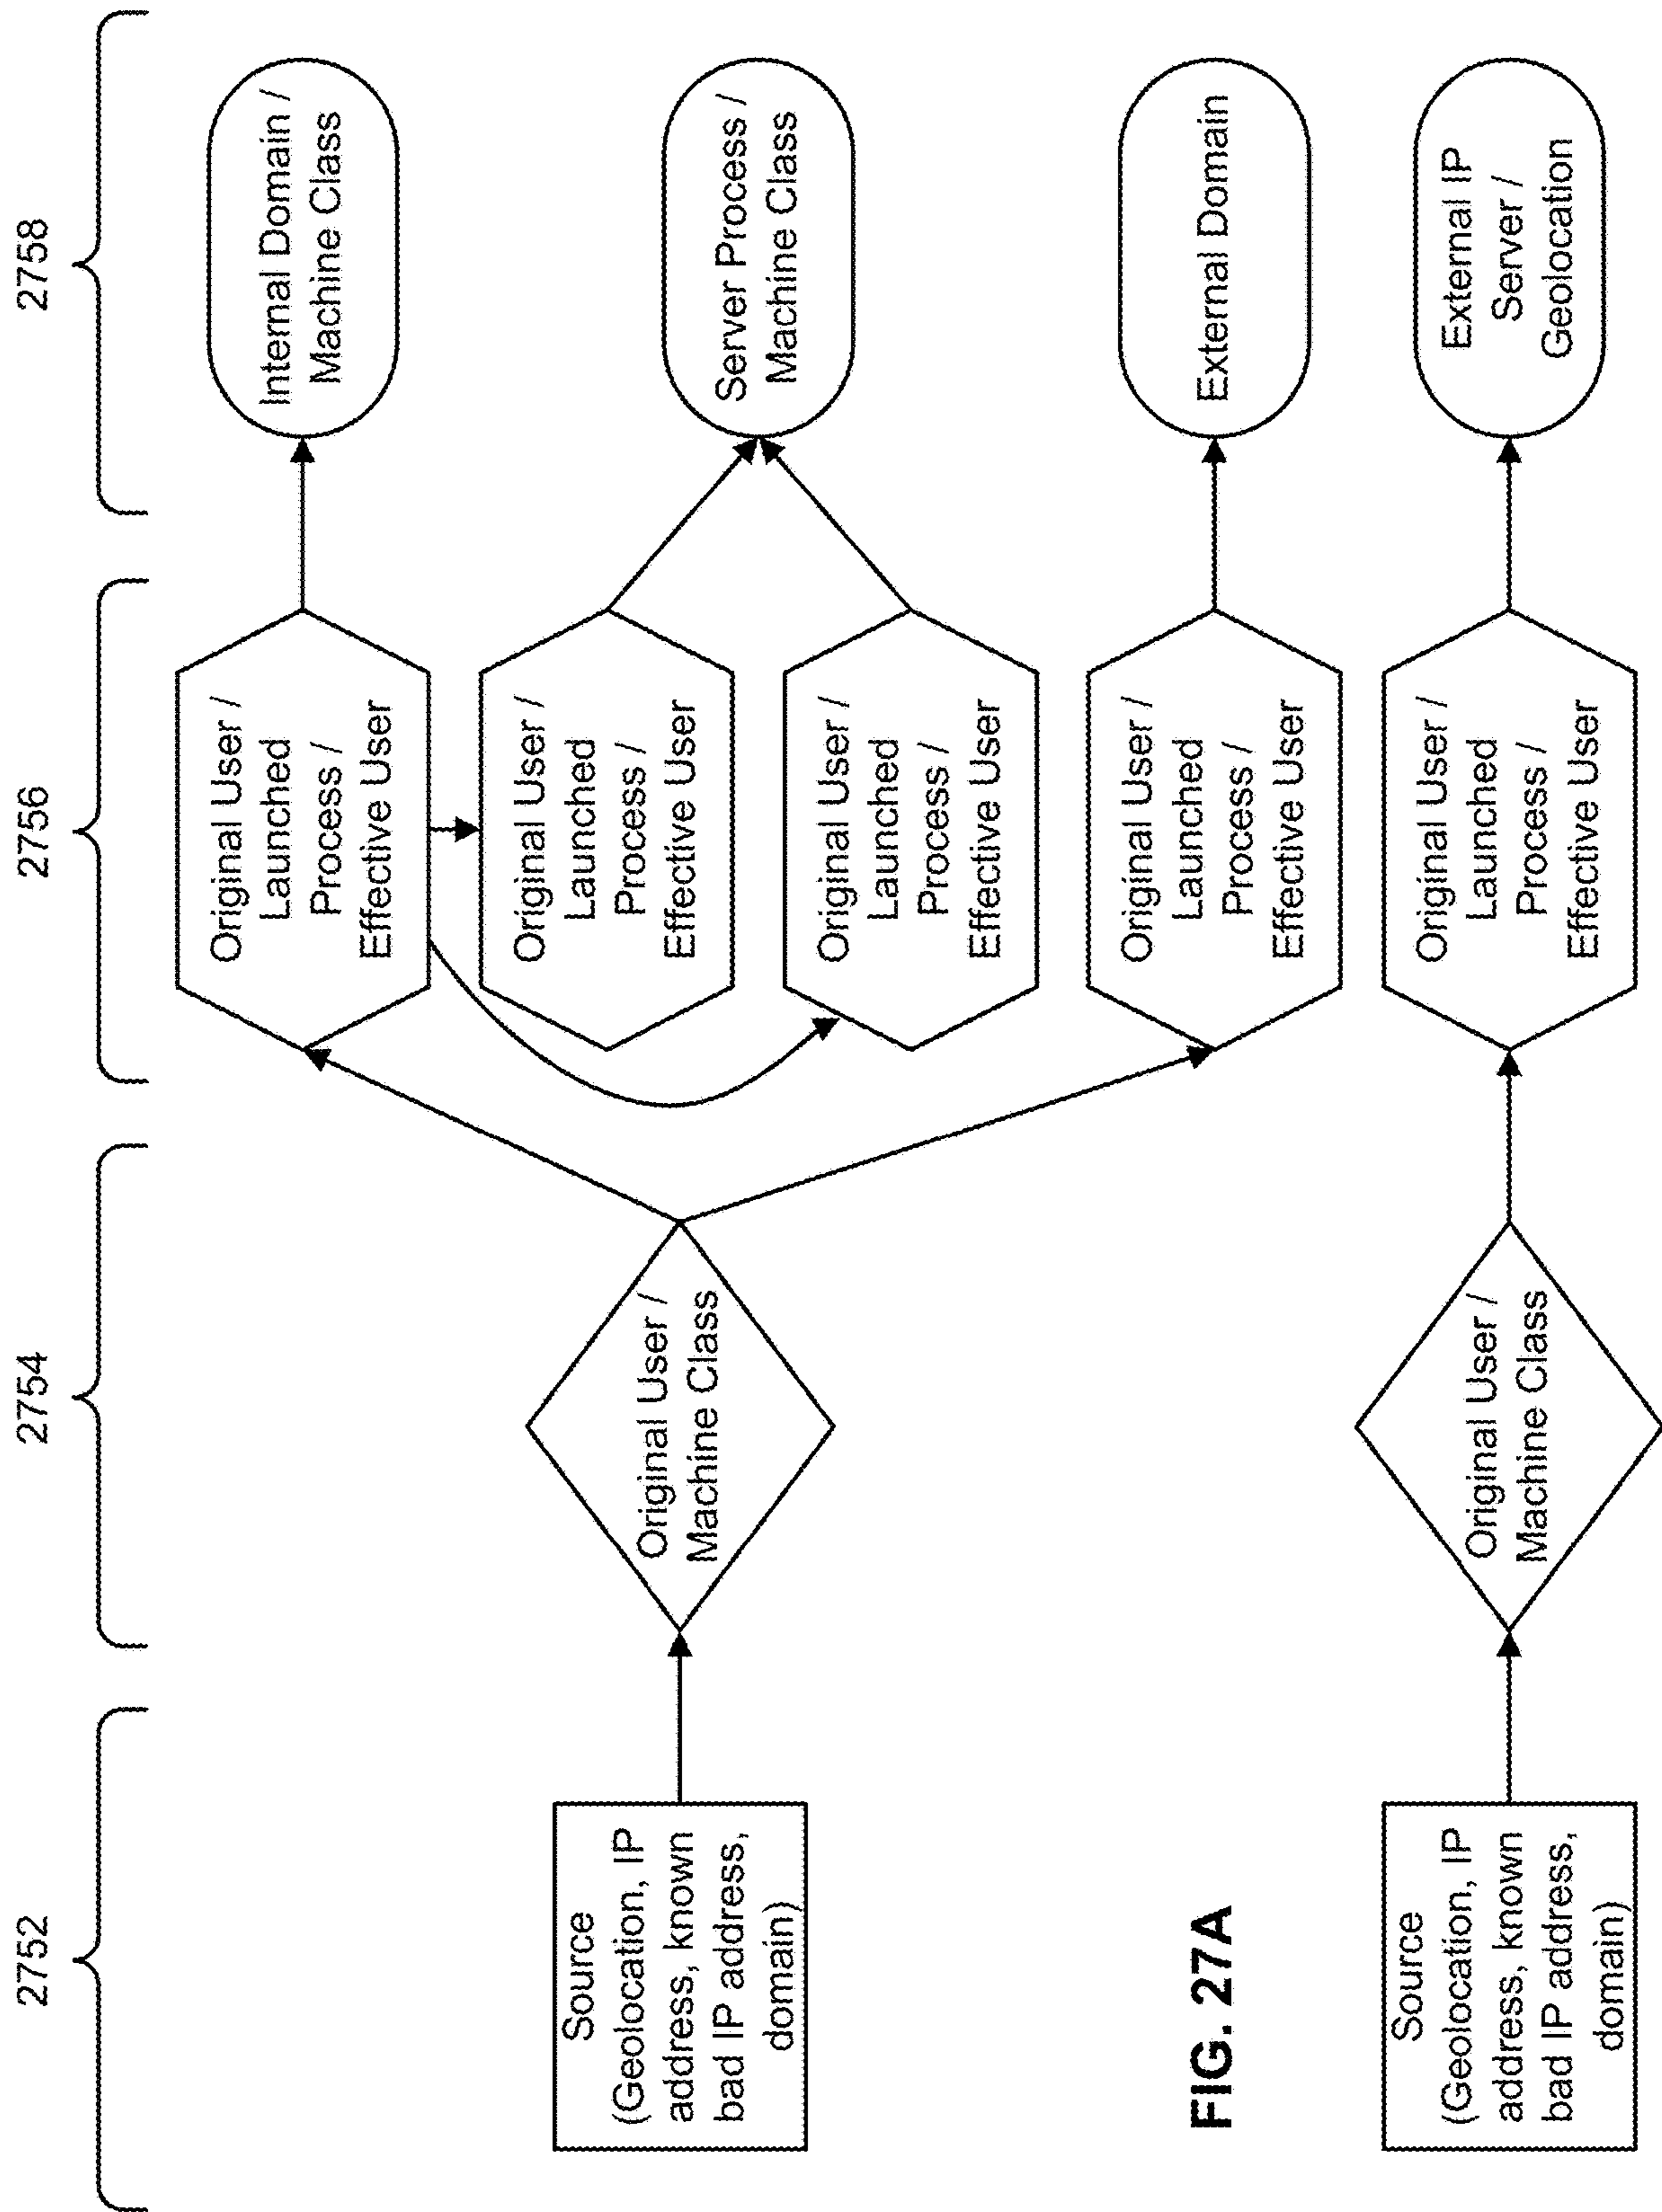 2752
2754
2756
2758
Source
(Geolocation, IP
address, known
bad IP address,
domain)
Original User /
Machine Class
Original User /
Launched
Process /
Effective User
Internal Domain /
Machine Class
Original User /
Launched
Process /
Effective User
Server Process /
Machine Class
Original User /
Launched
Process /
Effective User
Original User /
Launched
Process /
Effective User
External Domain
FIG. 27A
Source
(Geolocation, IP
address, known
bad IP address,
domain)
Original User /
Machine Class
Original User /
Launched
Process /
Effective User
External IP
Server /
Geolocation